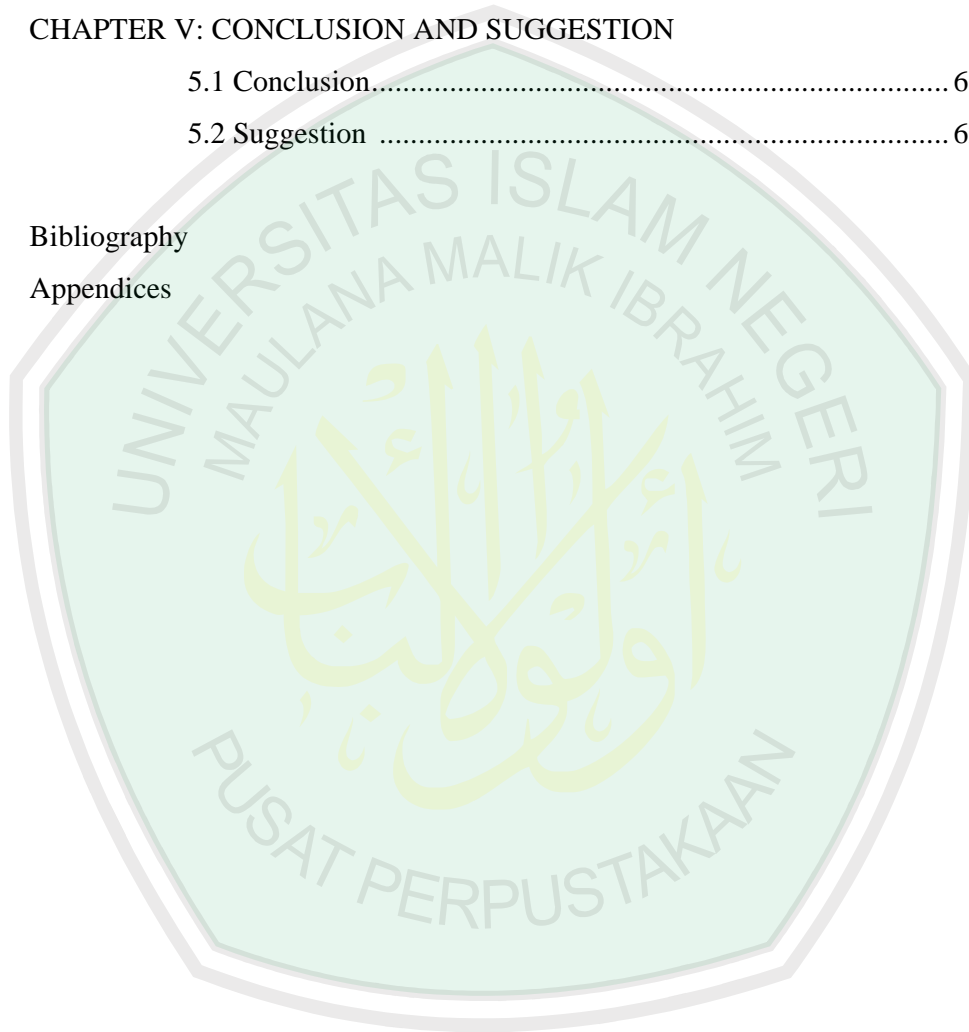 CHAPTER V: CONCLUSION AND SUGGESTION
5.1 Conclusion........................................................................... 6
5.2 Suggestion .......................................................................... 6
Bibliography
Appendices
UNIVERSITAS ISLAM NEGERI
MAULANA MALIK IBRAHIM
أولوا الألباب
PUSAT PERPUSTAKAAN